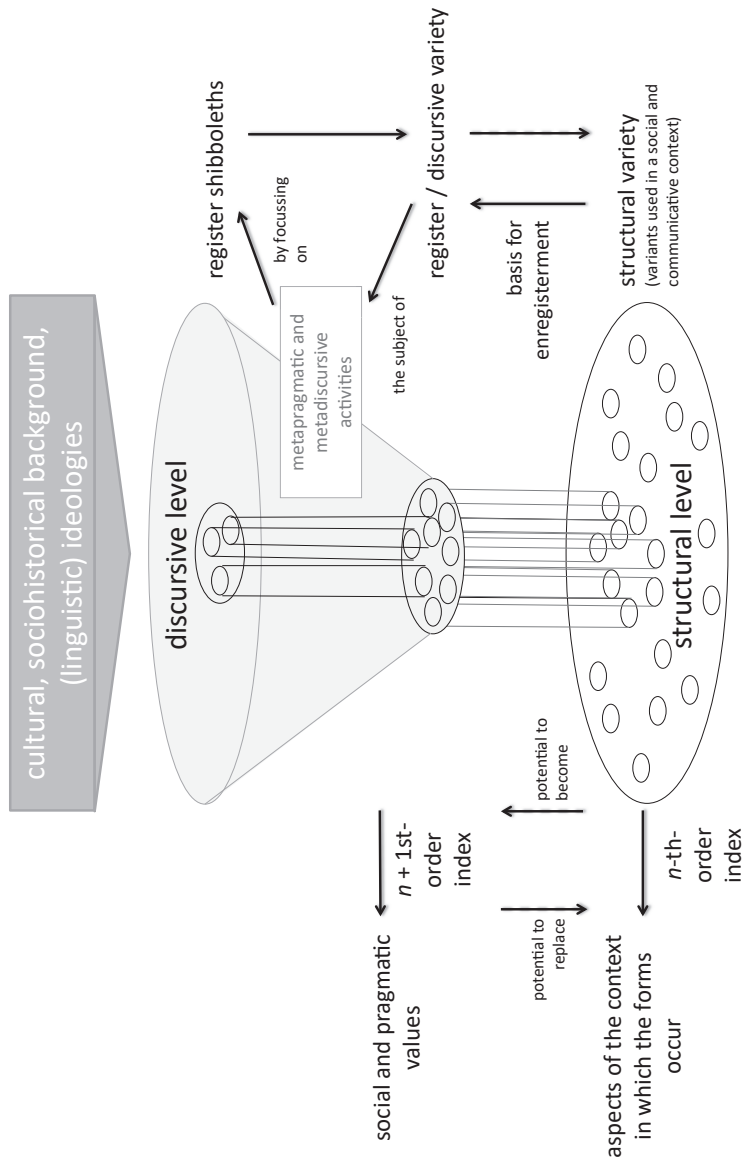 cultural, sociohistorical background,
(linguistic) ideologies
discursive level
metapragmatic and
metadiscursive
activities
by focussing
on
register shibboleths
the subject of
register / discursive variety
basis for
enregisterment
structural variety
(variants used in a social and
communicative context)
structural level
social and pragmatic
values
n + 1st-
order
index
potential to
replace
potential to
become
aspects of the context
in which the forms
occur
n-th-
order
index